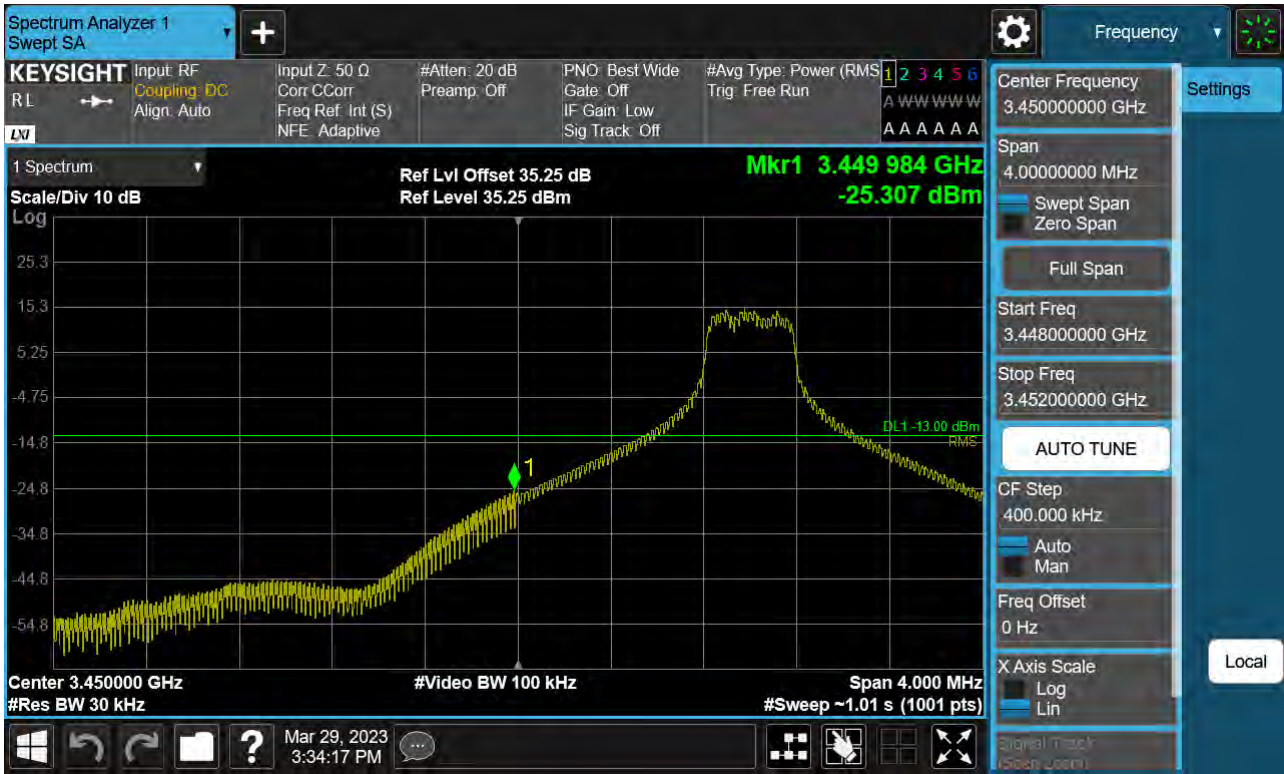 Spectrum Analyzer 1
Swept SA
+
Frequency
KEYSIGHT
RL
LXI
Input: RF
Coupling: DC
Align: Auto
Input Z: 50 Ω
Corr CCorr
Freq Ref: Int (S)
NFE: Adaptive
#Atten: 20 dB
Preamp: Off
PNO: Best Wide
Gate: Off
IF Gain: Low
Sig Track: Off
#Avg Type: Power (RMS
Trig: Free Run
1 2 3 4 5 6
A W W W W W
A A A A A A
1 Spectrum
Scale/Div 10 dB
Log
Ref Lvl Offset 35.25 dB
Ref Level 35.25 dBm
Mkr1 3.449 984 GHz
-25.307 dBm
25.3
15.3
5.25
-4.75
-14.8
-24.8
-34.8
-44.8
-54.8
DL1 -13.00 dBm
RMS
1
Center 3.450000 GHz
#Res BW 30 kHz
#Video BW 100 kHz
Span 4.000 MHz
#Sweep ~1.01 s (1001 pts)
Center Frequency
3.450000000 GHz
Settings
Span
4.00000000 MHz
Swept Span
Zero Span
Full Span
Start Freq
3.448000000 GHz
Stop Freq
3.452000000 GHz
AUTO TUNE
CF Step
400.000 kHz
Auto
Man
Freq Offset
0 Hz
X Axis Scale
Log
Lin
Local
Signal Track
(Span Zoom)
?
Mar 29, 2023
3:34:17 PM